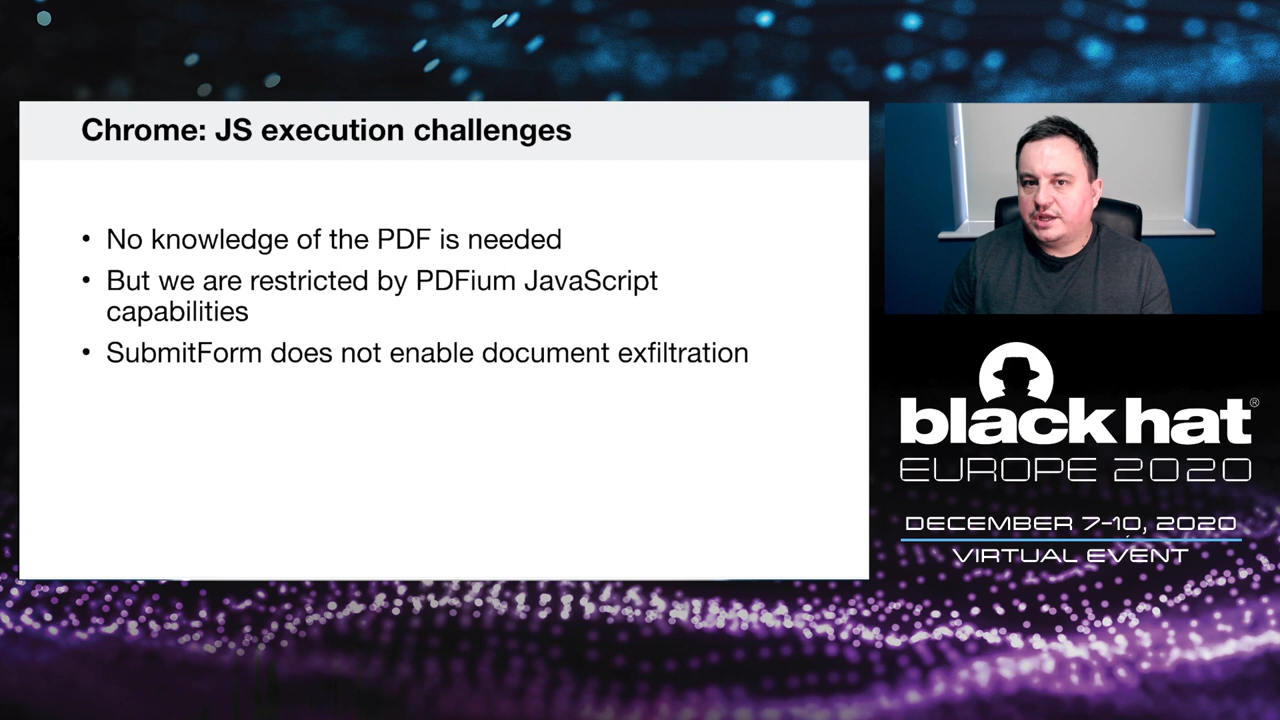 Chrome: JS execution challenges
• No knowledge of the PDF is needed
• But we are restricted by PDFium JavaScript
capabilities
• SubmitForm does not enable document exfiltration
black hat®
EUROPE 2020
DECEMBER 7-10, 2020
VIRTUAL EVENT